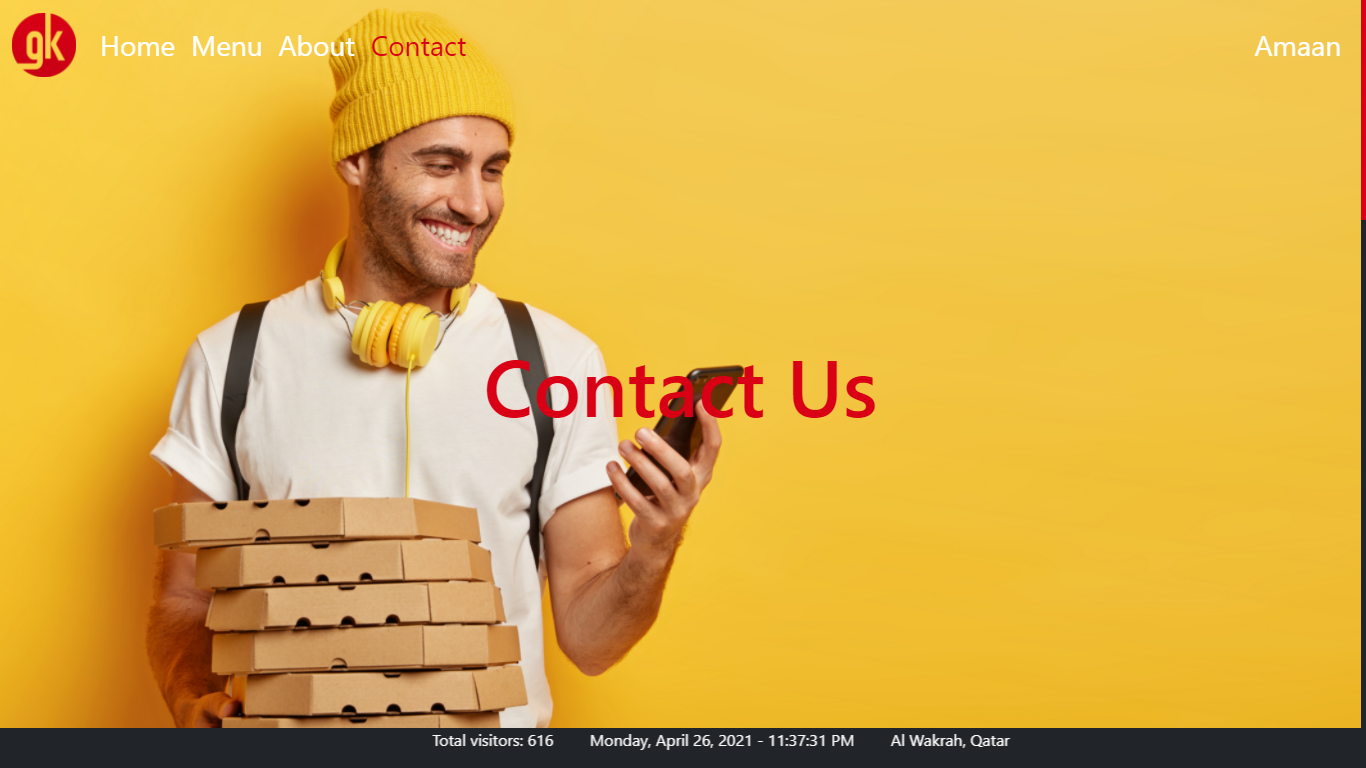 gk Home Menu About Contact Amaan
Contact Us
Total visitors: 616 Monday, April 26, 2021 - 11:37:31 PM Al Wakrah, Qatar